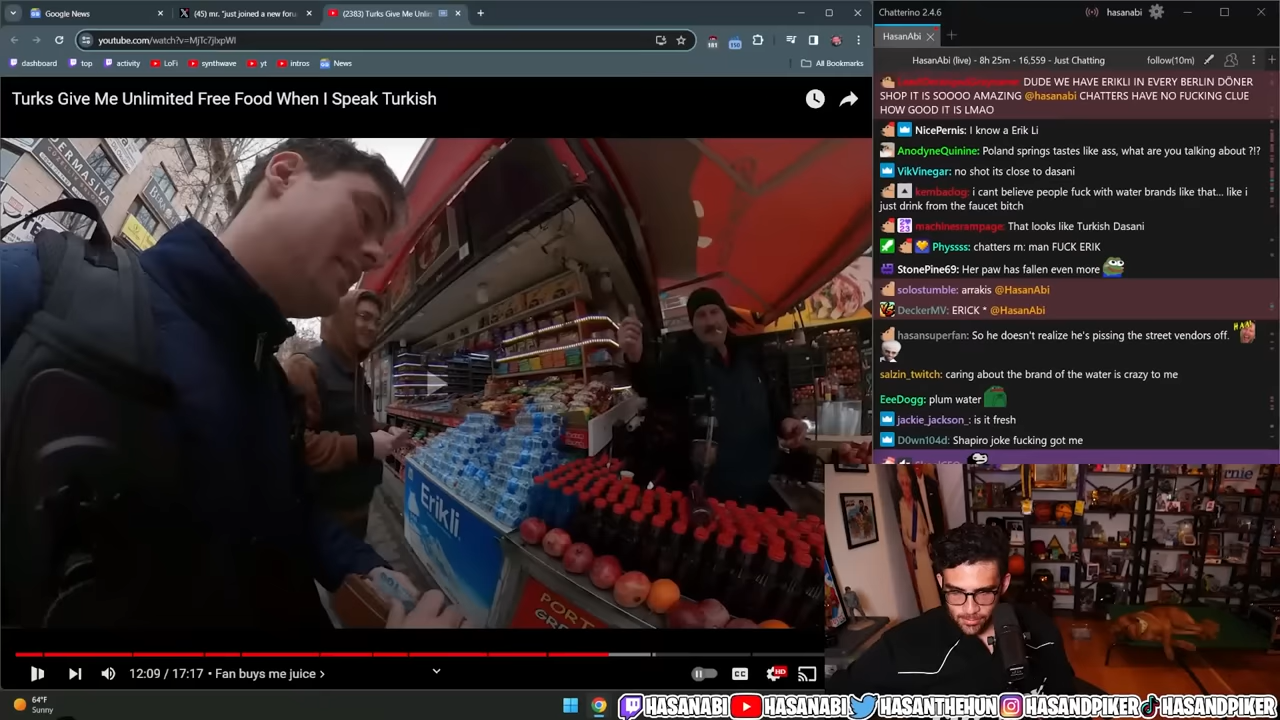 Google News
(45) mr. "just joined a new foru
(2383) Turks Give Me Unlim
youtube.com/watch?v=MjTc7jIxpWI
181
150
dashboard
top
activity
LoFi
synthwave
yt
intros
News
All Bookmarks
Turks Give Me Unlimited Free Food When I Speak Turkish
Erikli
PORT
12:09 / 17:17 • Fan buys me juice >
CC
HD
64°F
Sunny
Chatterino 2.4.6
hasanabi
HasanAbi
HasanAbi (live) - 8h 25m - 16,559 - Just Chatting
follow(10m)
DUDE WE HAVE ERIKLI IN EVERY BERLIN DÖNER
SHOP IT IS SOOOO AMAZING @hasanabi CHATTERS HAVE NO FUCKING CLUE
HOW GOOD IT IS LMAO
NicePernis: I know a Erik Li
AnodyneQuinine: Poland springs tastes like ass, what are you talking about ?!?
VikVinegar: no shot its close to dasani
kembadog: i cant believe people fuck with water brands like that... like i
just drink from the faucet bitch
machinesrampage: That looks like Turkish Dasani
Physsss: chatters rn: man FUCK ERIK
StonePine69: Her paw has fallen even more
solostumble: arrakis @HasanAbi
DeckerMV: ERICK * @HasanAbi
hasansuperfan: So he doesn't realize he's pissing the street vendors off.
salzin_twitch: caring about the brand of the water is crazy to me
EeeDogg: plum water
jackie_jackson_: is it fresh
D0wn104d: Shapiro joke fucking got me
HASANABI
HASANABI
HASANTHEHUN
HASANDPIKER
HASANDPIKER